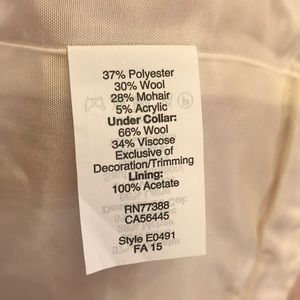 37% Polyester
30% Wool
28% Mohair
5% Acrylic
Under Collar:
66% Wool
34% Viscose
Exclusive of
Decoration/Trimming
Lining:
100% Acetate
RN77388
CA56445
Style E0491
FA 15